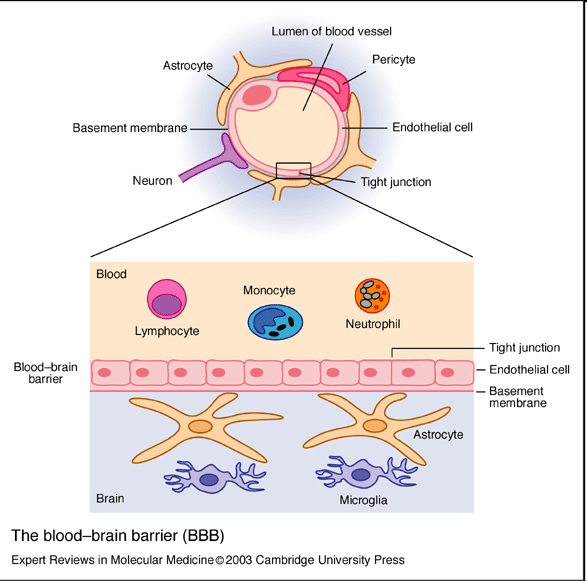 Lumen of blood vessel
Astrocyte
Pericyte
Basement membrane
Endothelial cell
Neuron
Tight junction
Blood
Monocyte
Lymphocyte
Neutrophil
Tight junction
Blood–brain
barrier
Endothelial cell
Basement
membrane
Astrocyte
Brain
Microglia
The blood–brain barrier (BBB)
Expert Reviews in Molecular Medicine © 2003 Cambridge University Press